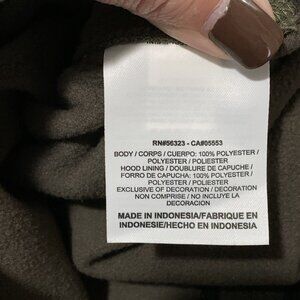 RN#56323 - CA#05553
BODY / CORPS / CUERPO: 100% POLYESTER /
POLYESTER / POLIESTER
HOOD LINING / DOUBLURE DE CAPUCHE /
FORRO DE CAPUCHA: 100% POLYESTER /
POLYESTER / POLIESTER
EXCLUSIVE OF DECORATION / DECORATION
NON COMPRISE / NO INCLUYE LA
DECORACION
MADE IN INDONESIA/FABRIQUE EN
INDONESIE/HECHO EN INDONESIA